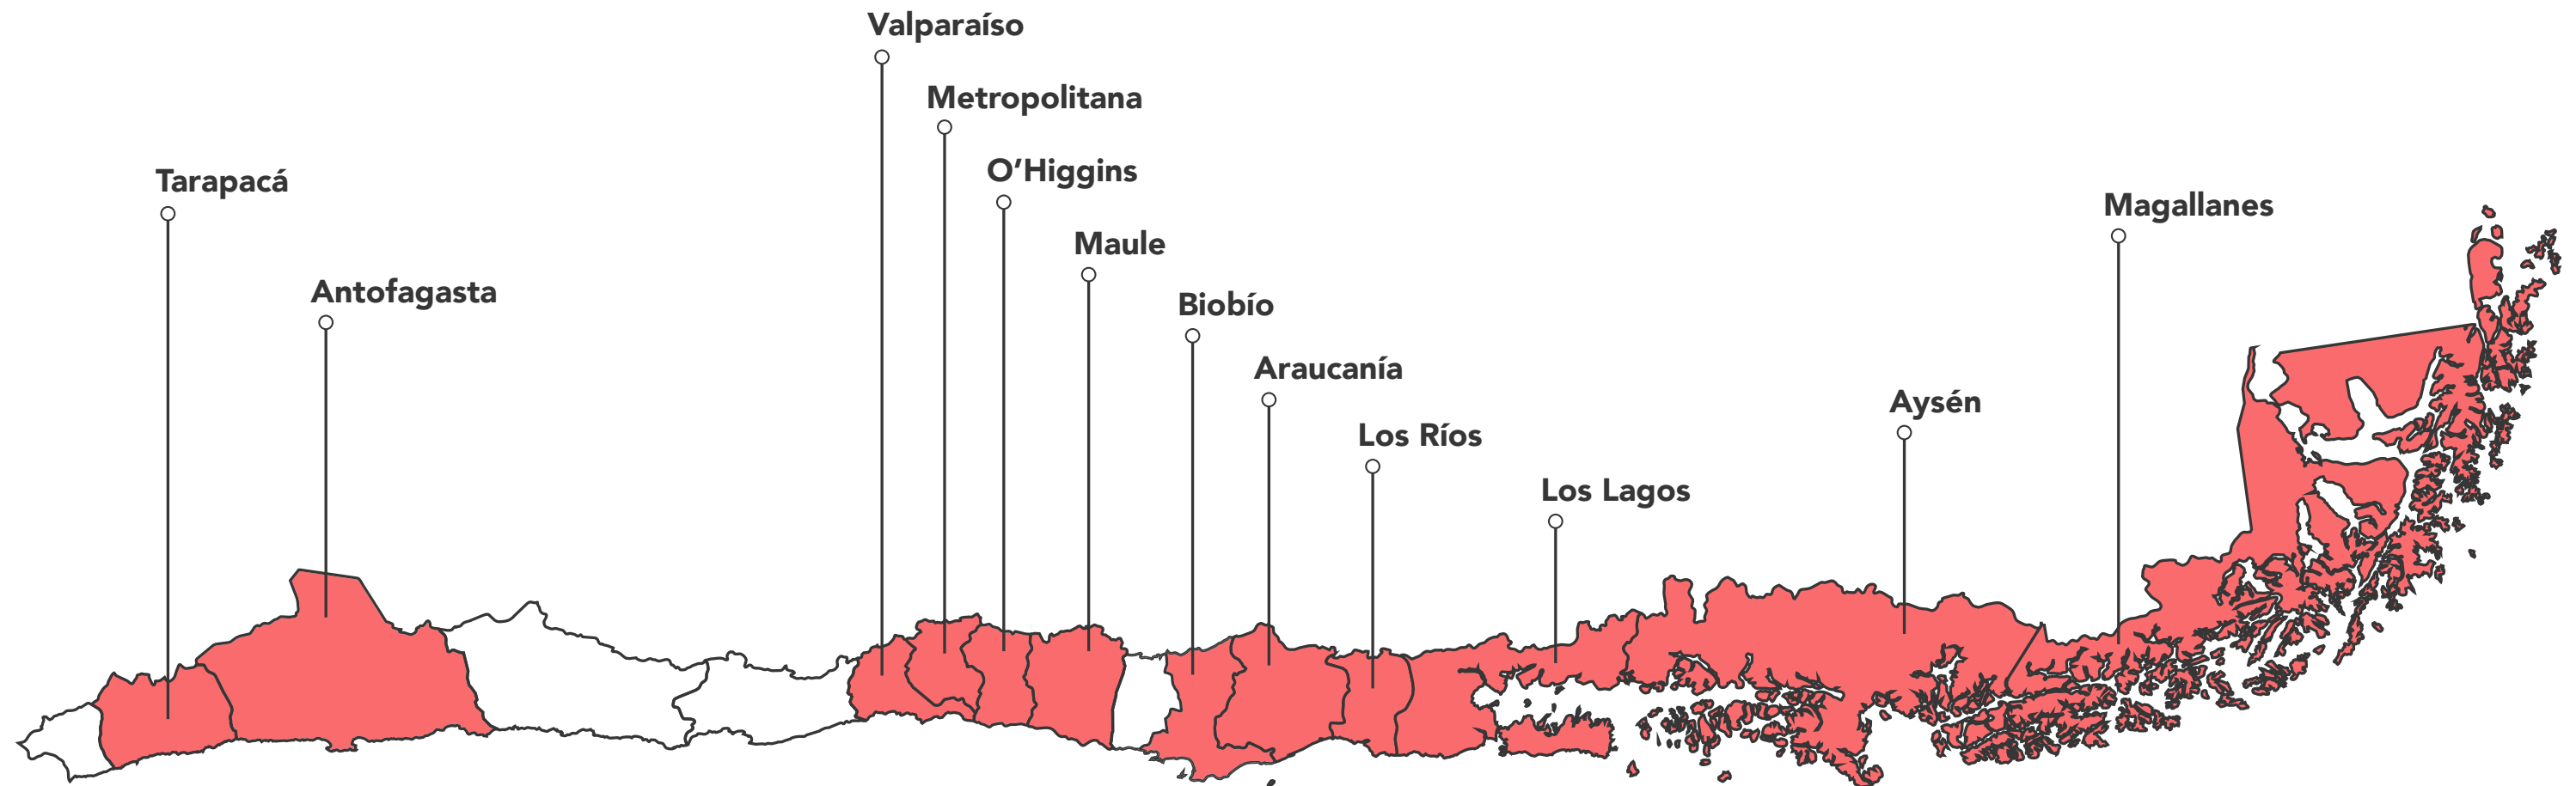 Tarapacá
Antofagasta
Valparaíso
Metropolitana
O’Higgins
Maule
Biobío
Araucanía
Los Ríos
Los Lagos
Aysén
Magallanes